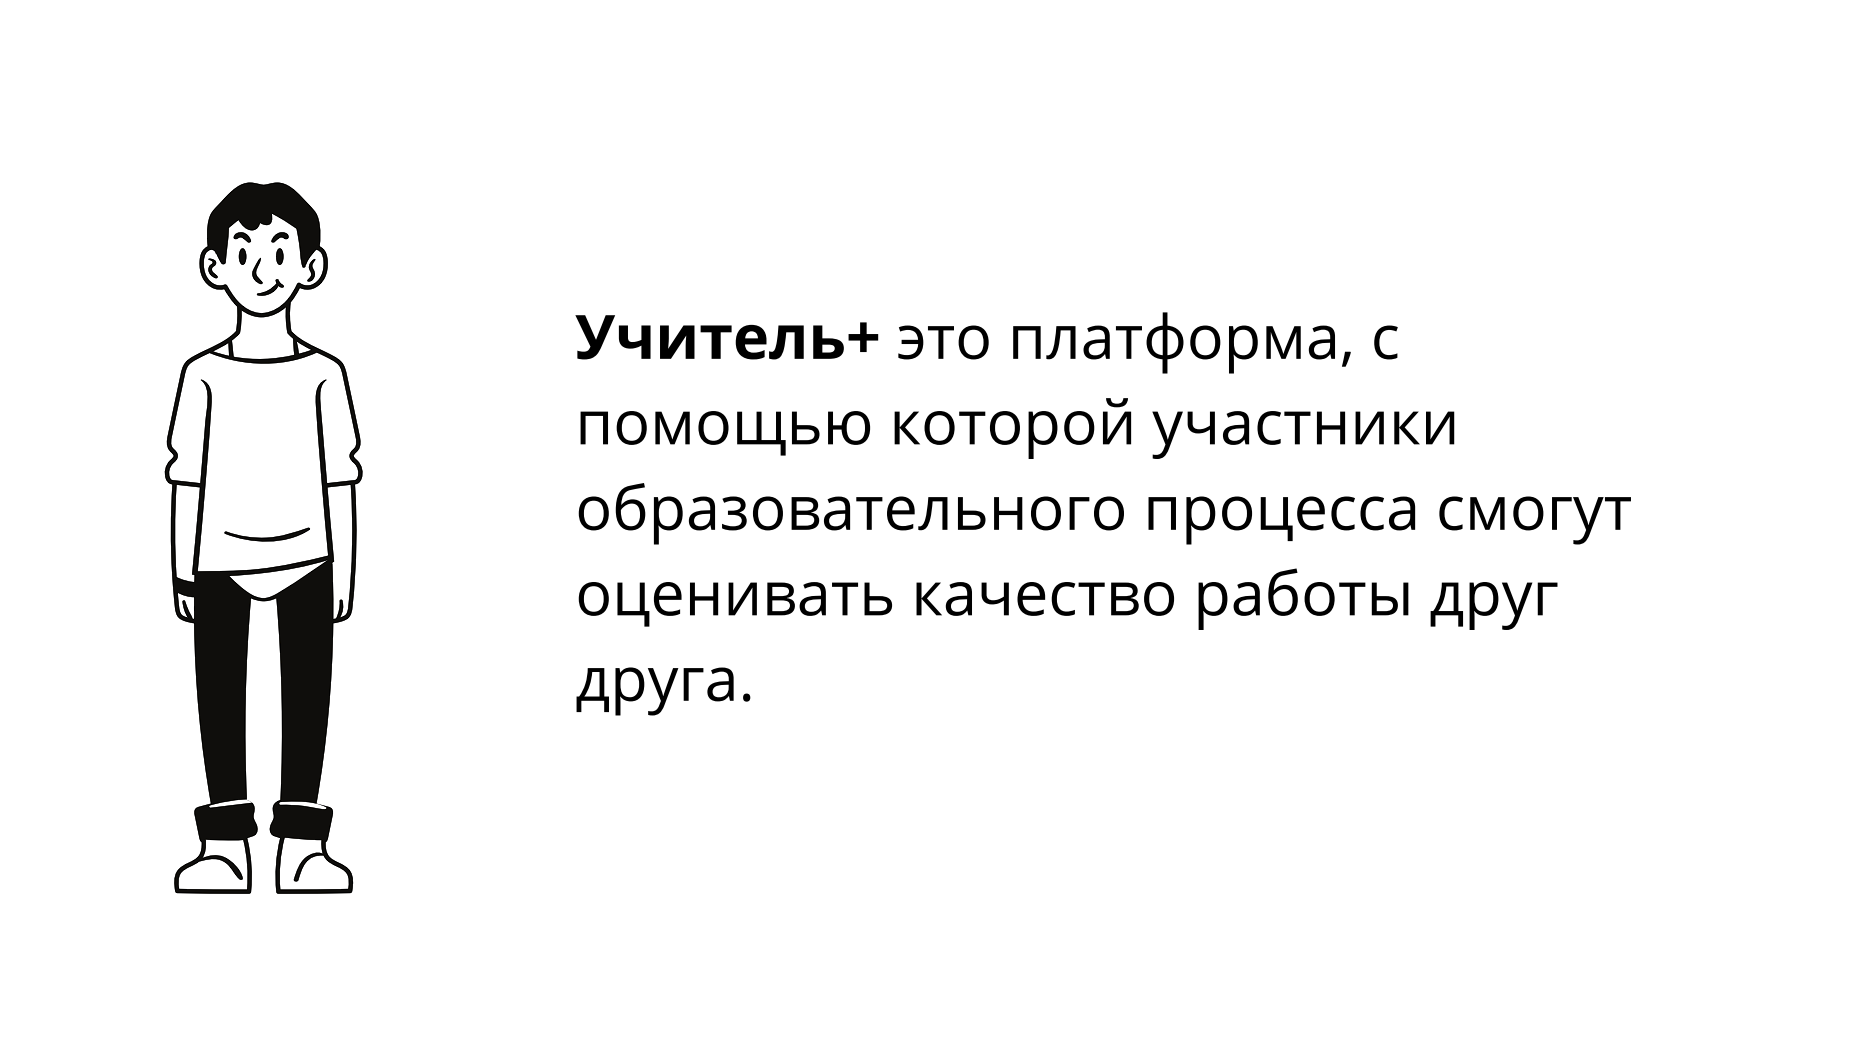 Учитель+ это платформа, с
помощью которой участники
образовательного процесса смогут
оценивать качество работы друг
друга.